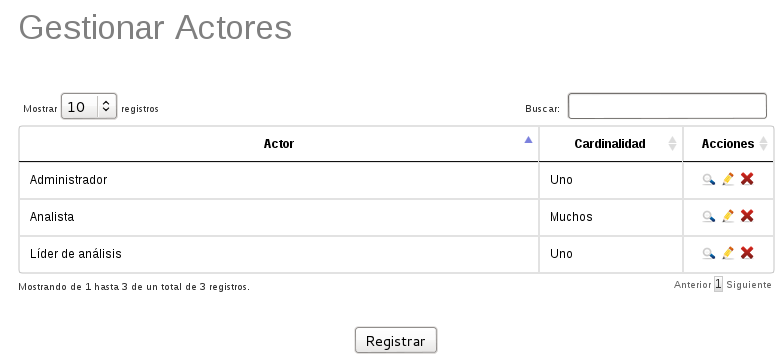 Gestionar Actores
Mostrar 10 registros Buscar:
Actor Cardinalidad Acciones
Administrador Uno
Analista Muchos
Líder de análisis Uno
Mostrando de 1 hasta 3 de un total de 3 registros. Anterior 1 Siguiente
Registrar